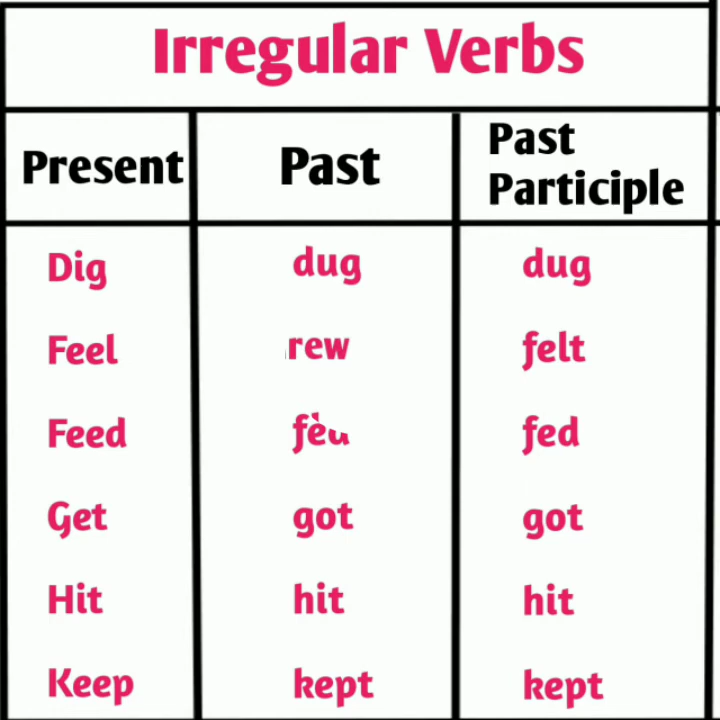 Irregular Verbs
Present Past Past Participle
Dig dug dug
Feel rew felt
Feed fed
Get got got
Hit hit hit
Keep kept kept